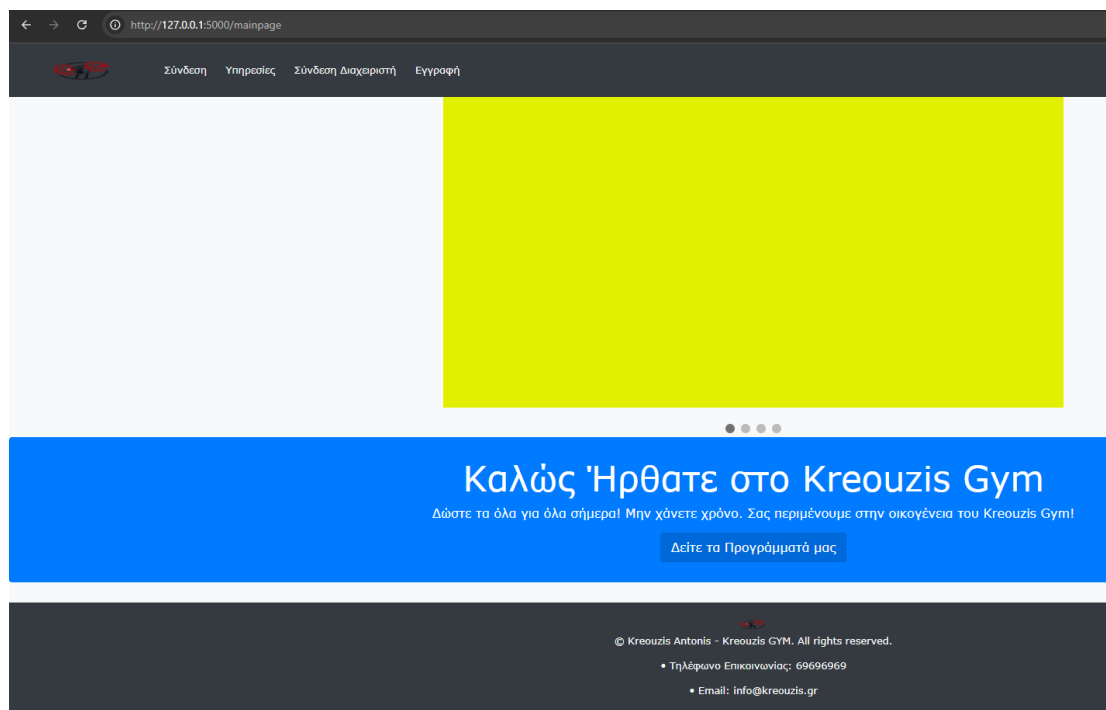 http://127.0.0.1:5000/mainpage
Σύνδεση Υπηρεσίες Σύνδεση Διαχειριστή Εγγραφή
Καλώς Ήρθατε στο Kreouzis Gym
Δώστε τα όλα για όλα σήμερα! Μην χάνετε χρόνο. Σας περιμένουμε στην οικογένεια του Kreouzis Gym!
Δείτε τα Προγράμματά μας
© Kreouzis Antonis - Kreouzis GYM. All rights reserved.
• Τηλέφωνο Επικοινωνίας: 69696969
• Email: info@kreouzis.gr